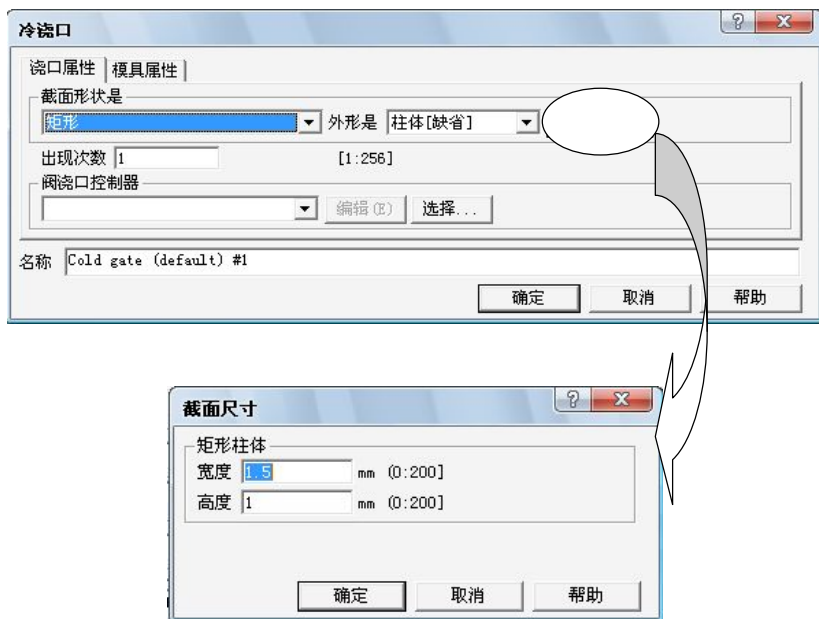 冷浇口
浇口属性 模具属性
截面形状是
矩形 外形是 柱体[缺省]
出现次数 1 [1:256]
阀浇口控制器
编辑(E) 选择...
名称 Cold gate (default) #1
确定 取消 帮助
截面尺寸
矩形柱体
宽度 1.5 mm (0:200]
高度 1 mm (0:200]
确定 取消 帮助